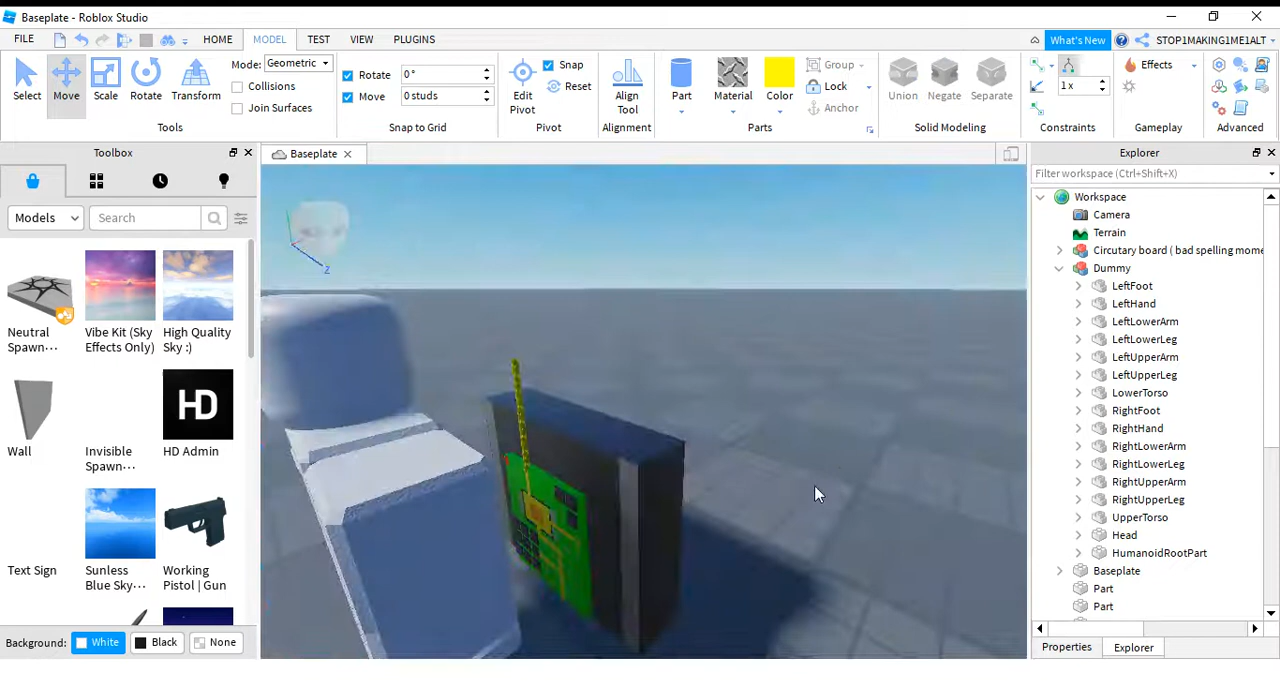 Baseplate - Roblox Studio
FILE HOME MODEL TEST VIEW PLUGINS What's New STOP1MAKING1ME1ALT
Select Move Scale Rotate Transform
Mode: Geometric
Collisions
Join Surfaces
Tools
Rotate 0 °
Move 0 studs
Snap to Grid
Edit Pivot
Snap
Reset
Pivot
Align Tool
Alignment
Part Material Color
Group
Lock
Anchor
Parts
Union Negate Separate
Solid Modeling
1 x
Constraints
Effects
Gameplay
Advanced
Toolbox
Models Search
Neutral Spawn...
Vibe Kit (Sky Effects Only)
High Quality Sky :)
Wall
Invisible Spawn...
HD
HD Admin
Text Sign
Sunless Blue Sky...
Working Pistol | Gun
Background: White Black None
Baseplate
Z
Explorer
Filter workspace (Ctrl+Shift+X)
Workspace
Camera
Terrain
Circutary board ( bad spelling mome
Dummy
LeftFoot
LeftHand
LeftLowerArm
LeftLowerLeg
LeftUpperArm
LeftUpperLeg
LowerTorso
RightFoot
RightHand
RightLowerArm
RightLowerLeg
RightUpperArm
RightUpperLeg
UpperTorso
Head
HumanoidRootPart
Baseplate
Part
Part
Properties Explorer